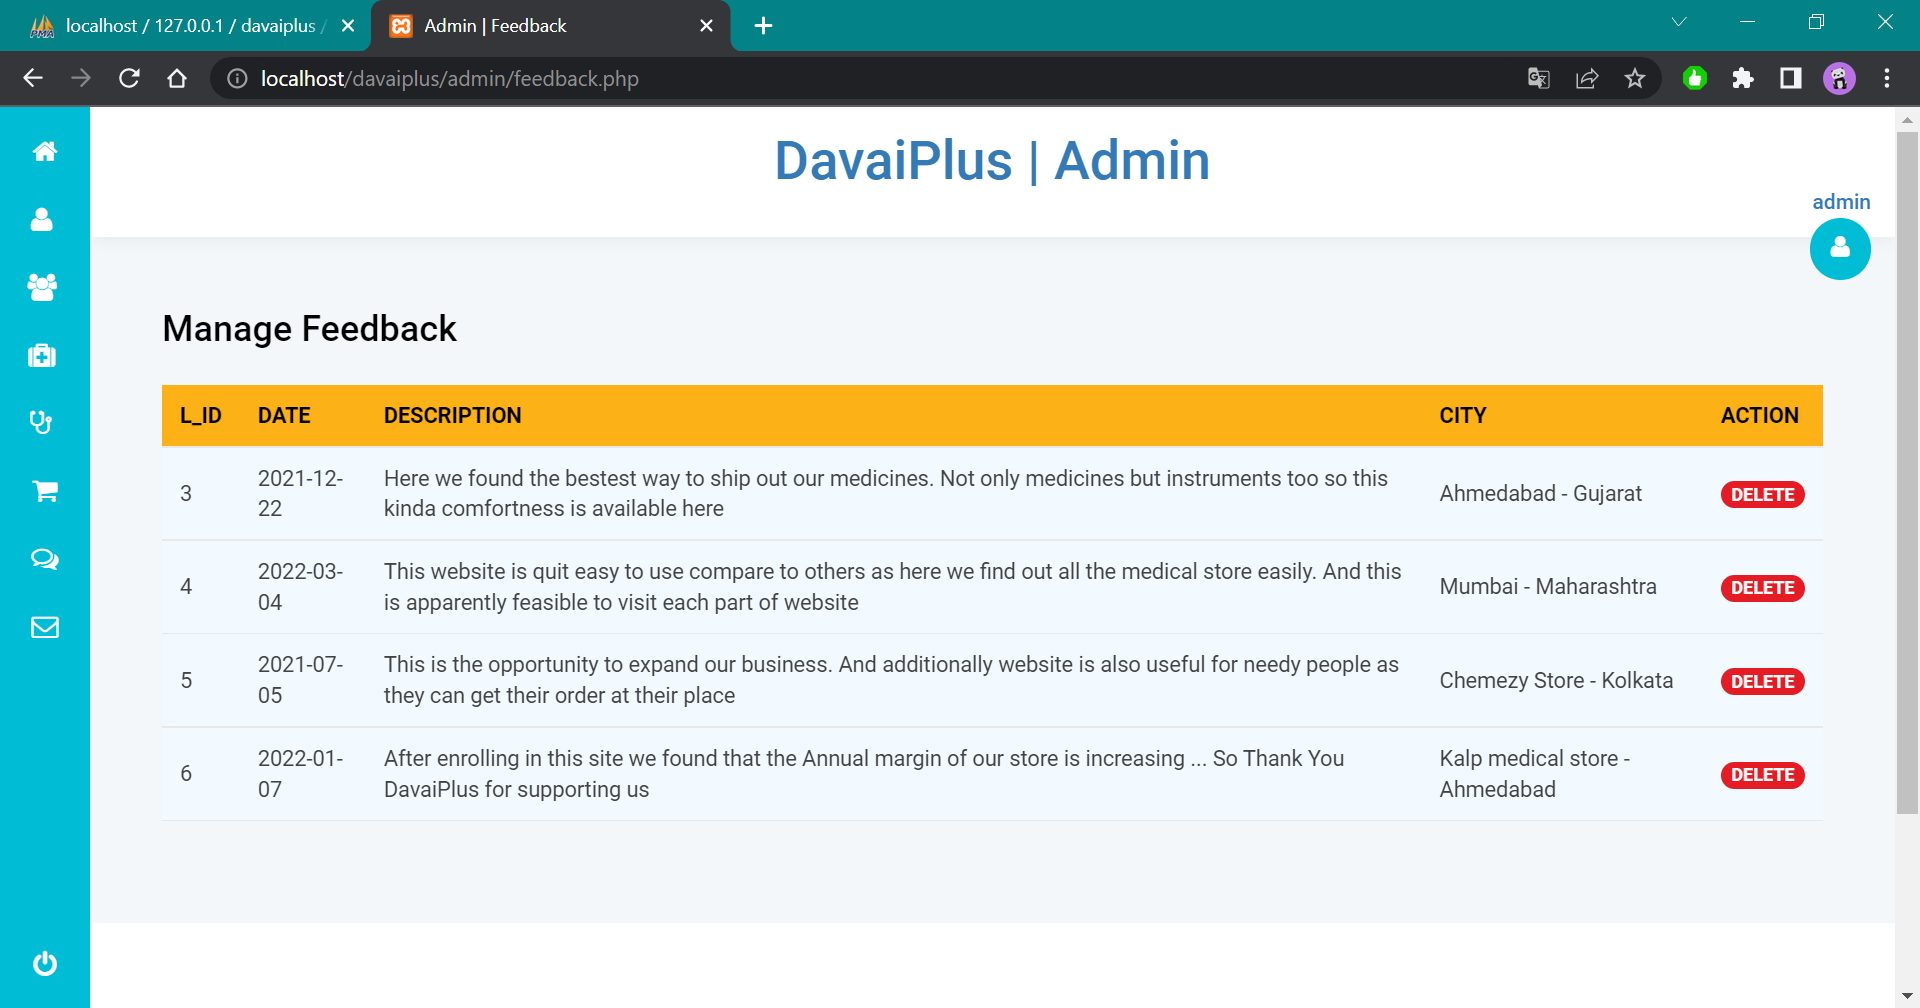 localhost / 127.0.0.1 / davaiplus /
Admin | Feedback
localhost/davaiplus/admin/feedback.php
DavaiPlus | Admin
admin
Manage Feedback
L_ID DATE DESCRIPTION CITY ACTION
3 2021-12-22 Here we found the bestest way to ship out our medicines. Not only medicines but instruments too so this
kinda comfortness is available here Ahmedabad - Gujarat DELETE
4 2022-03-04 This website is quit easy to use compare to others as here we find out all the medical store easily. And this
is apparently feasible to visit each part of website Mumbai - Maharashtra DELETE
5 2021-07-05 This is the opportunity to expand our business. And additionally website is also useful for needy people as
they can get their order at their place Chemezy Store - Kolkata DELETE
6 2022-01-07 After enrolling in this site we found that the Annual margin of our store is increasing ... So Thank You
DavaiPlus for supporting us Kalp medical store - Ahmedabad DELETE